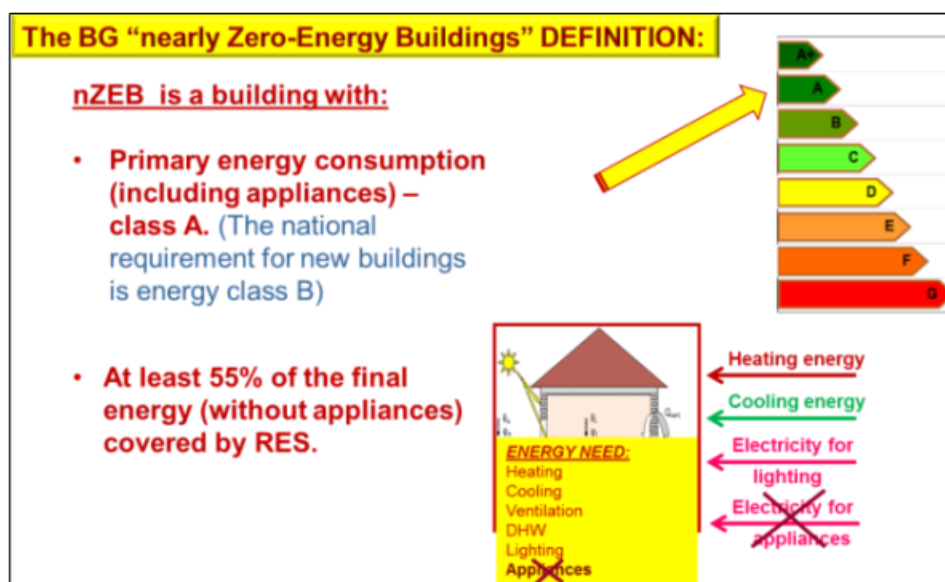 The BG “nearly Zero-Energy Buildings” DEFINITION:
nZEB is a building with:
• Primary energy consumption
(including appliances) –
class A. (The national
requirement for new buildings
is energy class B)
• At least 55% of the final
energy (without appliances)
covered by RES.
A+
A
B
C
D
E
F
G
Heating energy
Cooling energy
Electricity for
lighting
Electricity for
appliances
ENERGY NEED:
Heating
Cooling
Ventilation
DHW
Lighting
Appliances